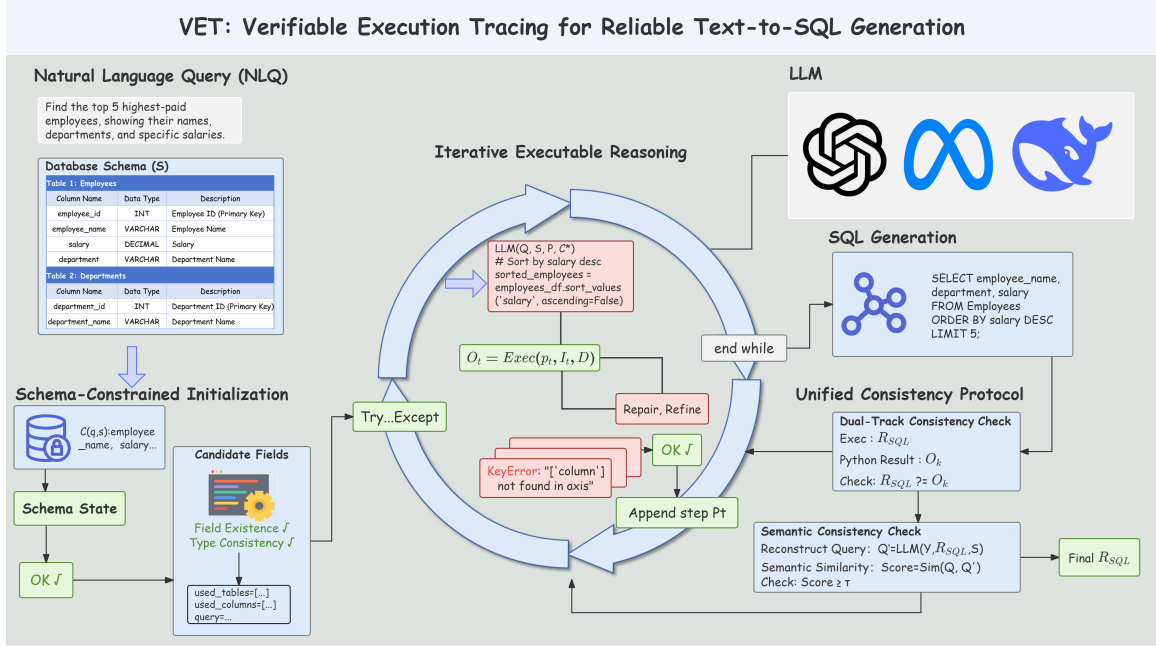 VET: Verifiable Execution Tracing for Reliable Text-to-SQL Generation
Natural Language Query (NLQ)
Find the top 5 highest-paid
employees, showing their names,
departments, and specific salaries.
Database Schema (S)
Table 1: Employees
Column Name Data Type Description
employee_id INT Employee ID (Primary Key)
employee_name VARCHAR Employee Name
salary DECIMAL Salary
department VARCHAR Department Name
Table 2: Departments
Column Name Data Type Description
department_id INT Department ID (Primary Key)
department_name VARCHAR Department Name
Schema-Constrained Initialization
C(q,s):employee
_name, salary...
Schema State
OK √
Candidate Fields
Field Existence √
Type Consistency √
used_tables=[...]
used_columns=[...]
query=...
Iterative Executable Reasoning
LLM(Q, S, P, C*)
# Sort by salary desc
sorted_employees =
employees_df.sort_values
('salary', ascending=False)
O_t = Exec(p_t, I_t, D)
Repair, Refine
Try...Except
KeyError: "['column']
not found in axis"
OK √
Append step Pt
end while
LLM
SQL Generation
SELECT employee_name,
department, salary
FROM Employees
ORDER BY salary DESC
LIMIT 5;
Unified Consistency Protocol
Dual-Track Consistency Check
Exec : R_SQL
Python Result : O_k
Check: R_SQL ?= O_k
Semantic Consistency Check
Reconstruct Query: Q'=LLM(Y,R_SQL,S)
Semantic Similarity: Score=Sim(Q, Q')
Check: Score ≥ τ
Final R_SQL